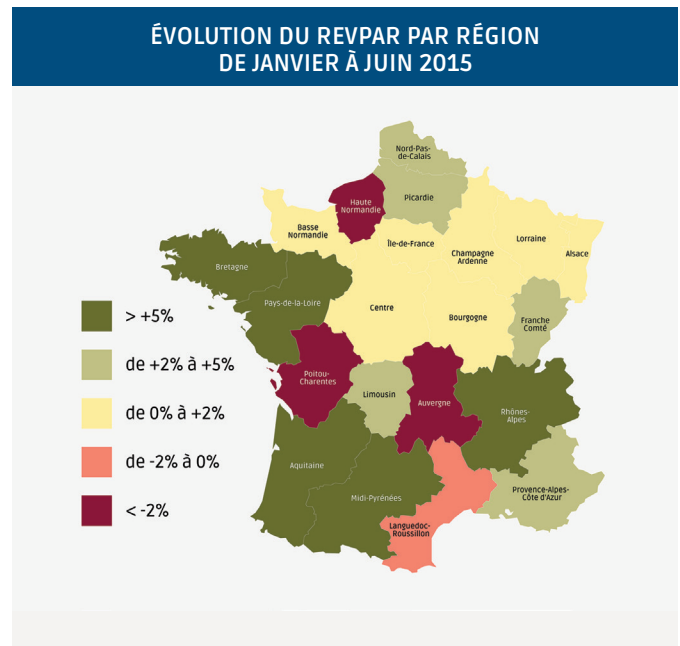 ÉVOLUTION DU REVPAR PAR RÉGION
DE JANVIER À JUIN 2015
Nord-Pas-
de-Calais
Picardie
Haute
Normandie
Basse
Normandie
Île-de-France
Champagne
Ardenne
Lorraine
Alsace
Bretagne
Pays-de-la-Loire
Centre
Bourgogne
Franche
Comté
Poitou-
Charentes
Limousin
Auvergne
Rhônes-
Alpes
Aquitaine
Midi-Pyrénées
Provence-Alpes-
Côte d'Azur
Languedoc-
Roussillon
> +5%
de +2% à +5%
de 0% à +2%
de -2% à 0%
< -2%